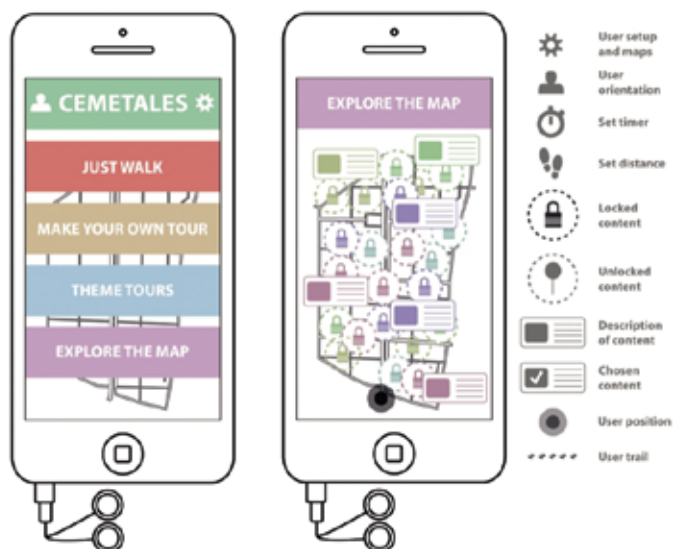 CEMETALES
JUST WALK
MAKE YOUR OWN TOUR
THEME TOURS
EXPLORE THE MAP
EXPLORE THE MAP
User setup
and maps
User
orientation
Set timer
Set distance
Locked
content
Unlocked
content
Description
of content
Chosen
content
User position
User trail